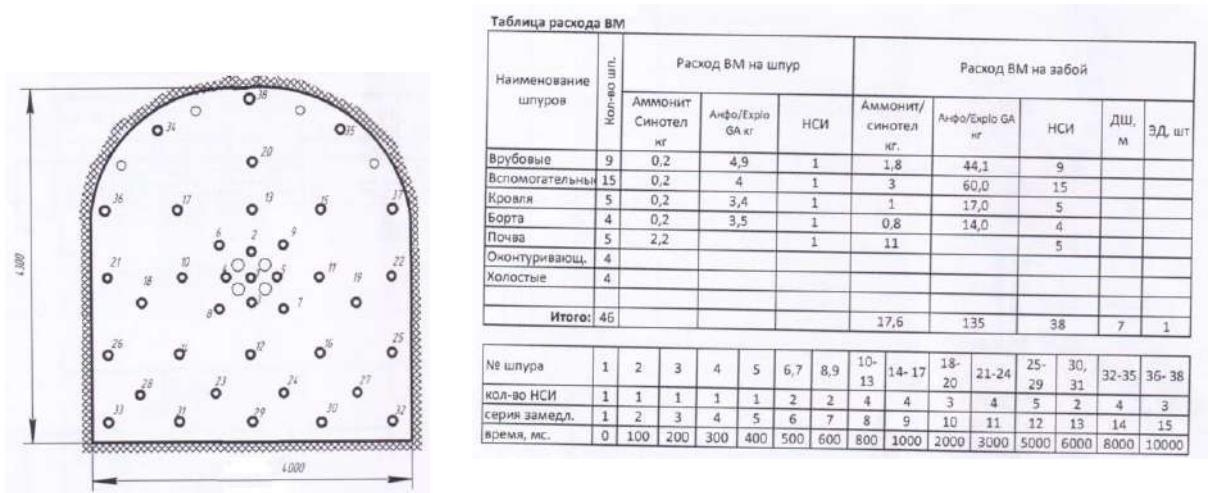 38
34
35
20
36
17
13
15
37
6
2
9
21
10
4
5
11
22
18
19
8
3
7
26
12
16
25
28
23
24
27
33
31
29
30
32
4300
4000
Таблица расхода ВМ
Наименование шпуров | Кол-во шп. | Расход ВМ на шпур | Расход ВМ на забой
Аммонит Синотел кг | Анфо/Explo GA кг | НСИ | Аммонит/синотел кг. | Анфо/Explo GA кг | НСИ | ДШ, м | ЭД, шт
Врубовые | 9 | 0,2 | 4,9 | 1 | 1,8 | 44,1 | 9
Вспомогательны | 15 | 0,2 | 4 | 1 | 3 | 60,0 | 15
Кровля | 5 | 0,2 | 3,4 | 1 | 1 | 17,0 | 5
Борта | 4 | 0,2 | 3,5 | 1 | 0,8 | 14,0 | 4
Почва | 5 | 2,2 | 1 | 11 | 5
Оконтуривающ. | 4
Холостые | 4
Итого: | 46 | 17,6 | 135 | 38 | 7 | 1
№ шпура | 1 | 2 | 3 | 4 | 5 | 6,7 | 8,9 | 10-13 | 14- 17 | 18-20 | 21-24 | 25-29 | 30, 31 | 32-35 | 36- 38
кол-во НСИ | 1 | 1 | 1 | 1 | 1 | 2 | 2 | 4 | 4 | 3 | 4 | 5 | 2 | 4 | 3
серия замедл. | 1 | 2 | 3 | 4 | 5 | 6 | 7 | 8 | 9 | 10 | 11 | 12 | 13 | 14 | 15
время, мс. | 0 | 100 | 200 | 300 | 400 | 500 | 600 | 800 | 1000 | 2000 | 3000 | 5000 | 6000 | 8000 | 10000